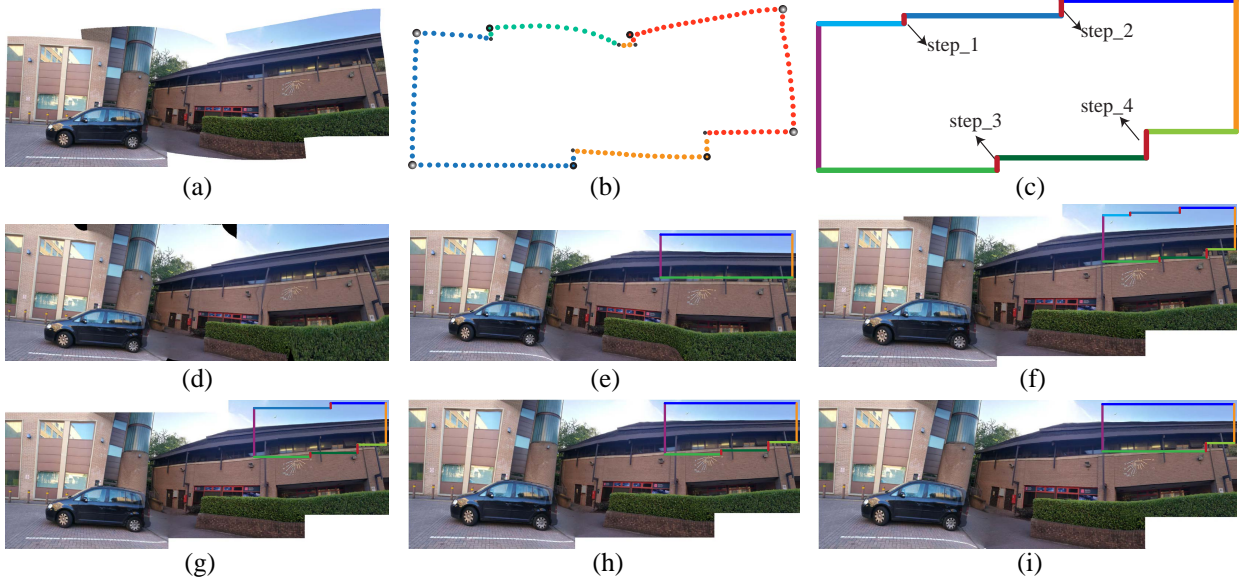 step_1
step_2
step_3
step_4
(a)
(b)
(c)
(d)
(e)
(f)
(g)
(h)
(i)